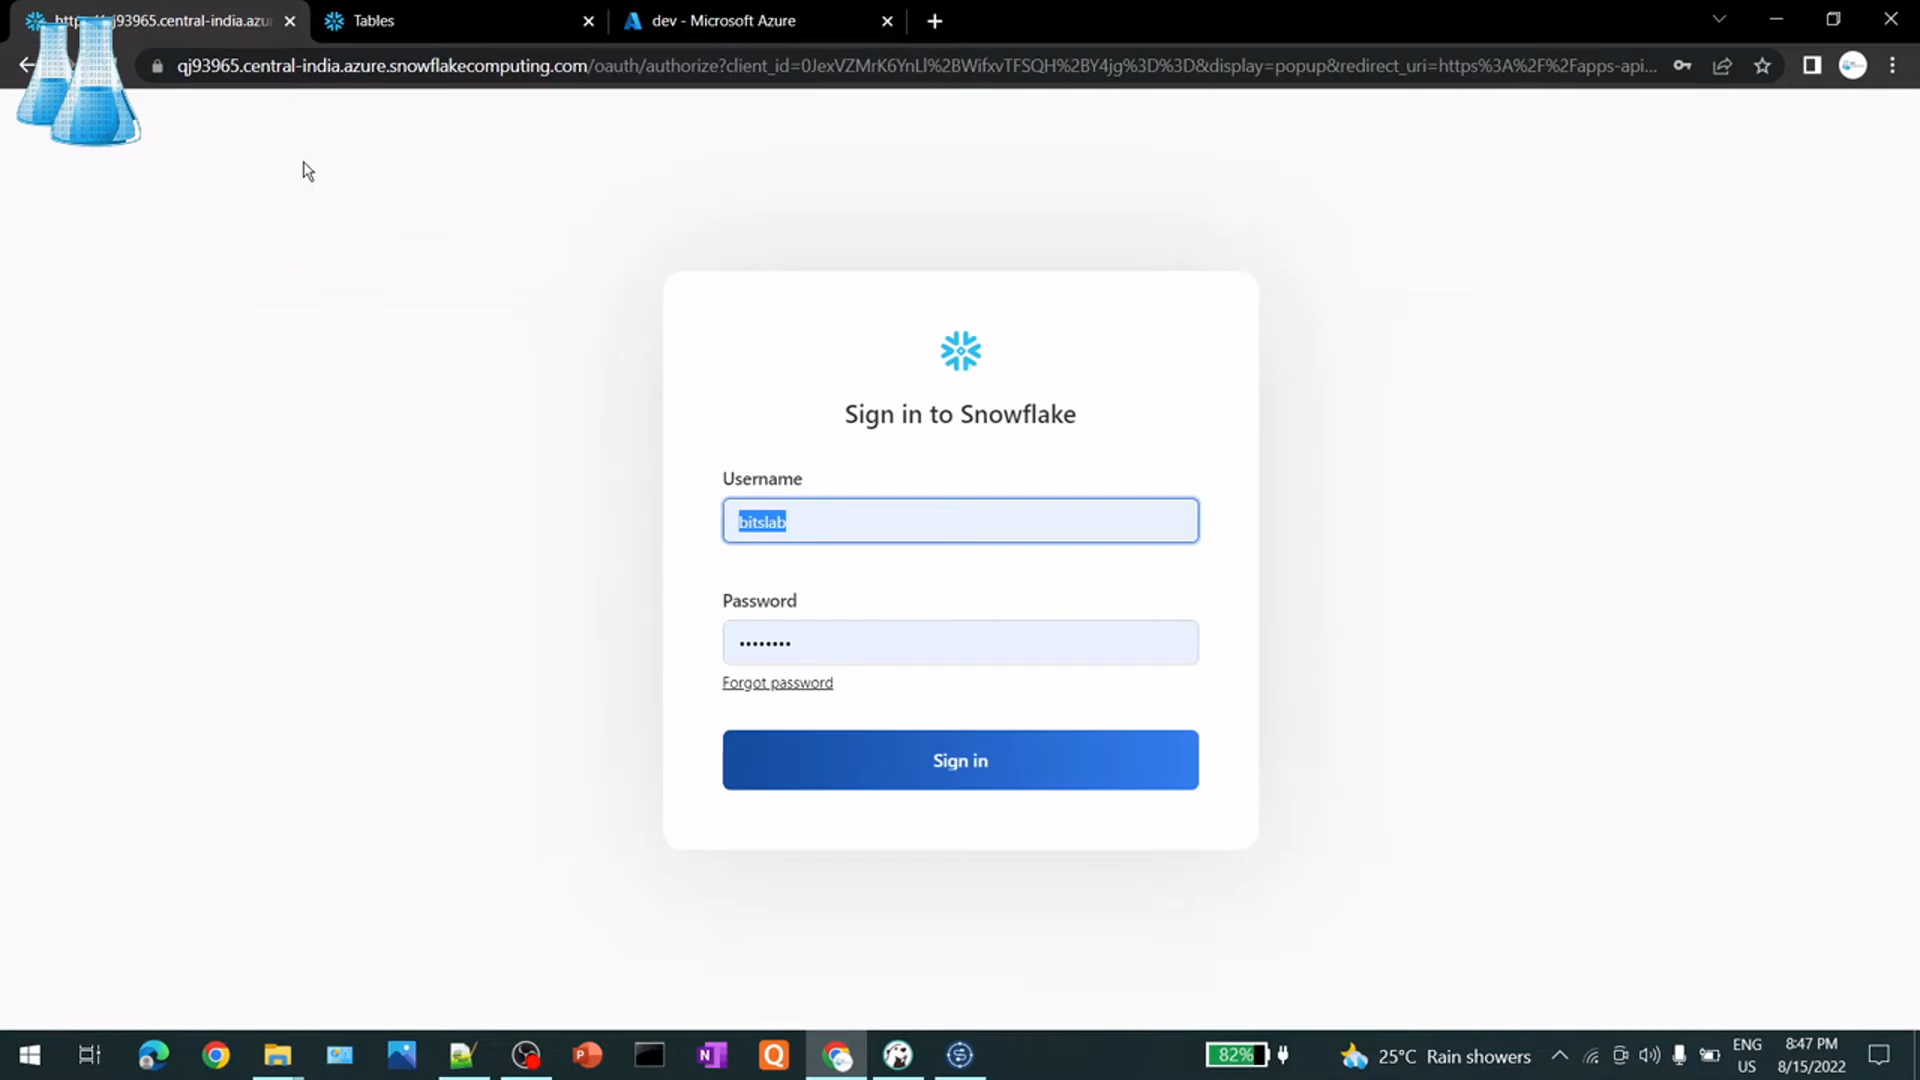 qj93965.central-india.azu
Tables
dev - Microsoft Azure
qj93965.central-india.azure.snowflakecomputing.com/oauth/authorize?client_id=0JexVZMrK6YnLl%2BWifxvTFSQH%2BY4jg%3D%3D&display=popup&redirect_uri=https%3A%2F%2Fapps-api...
Sign in to Snowflake
Username
bitslab
Password
••••••••
Forgot password
Sign in
82%
25°C Rain showers
ENG
US
8:47 PM
8/15/2022